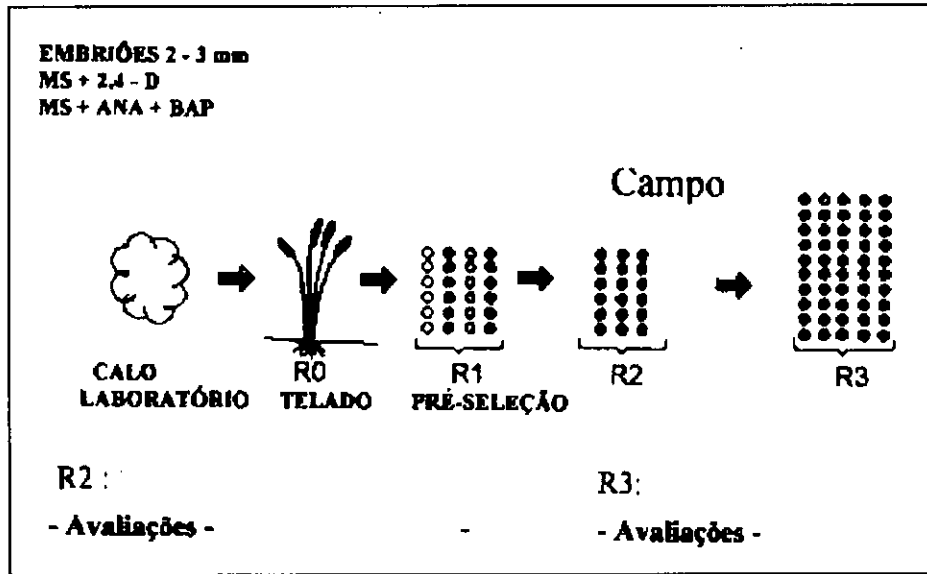 EMBRIÕES 2 - 3 mm
MS + 2,4 - D
MS + ANA + BAP
Campo
R0 R1 R2 R3
CALO
LABORATÓRIO TELADO PRÉ-SELEÇÃO
R2 : R3:
- Avaliações - - - Avaliações -